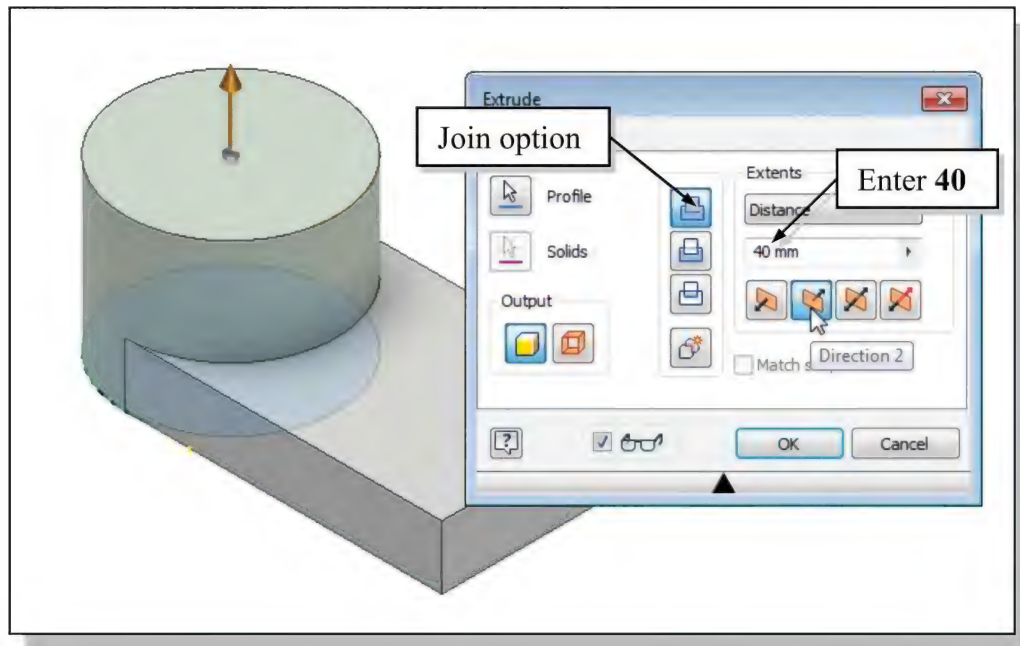 Extrude
Join option
Extents
Enter 40
Profile
Distance
Solids
40 mm
Output
Match s
Direction 2
?
OK
Cancel